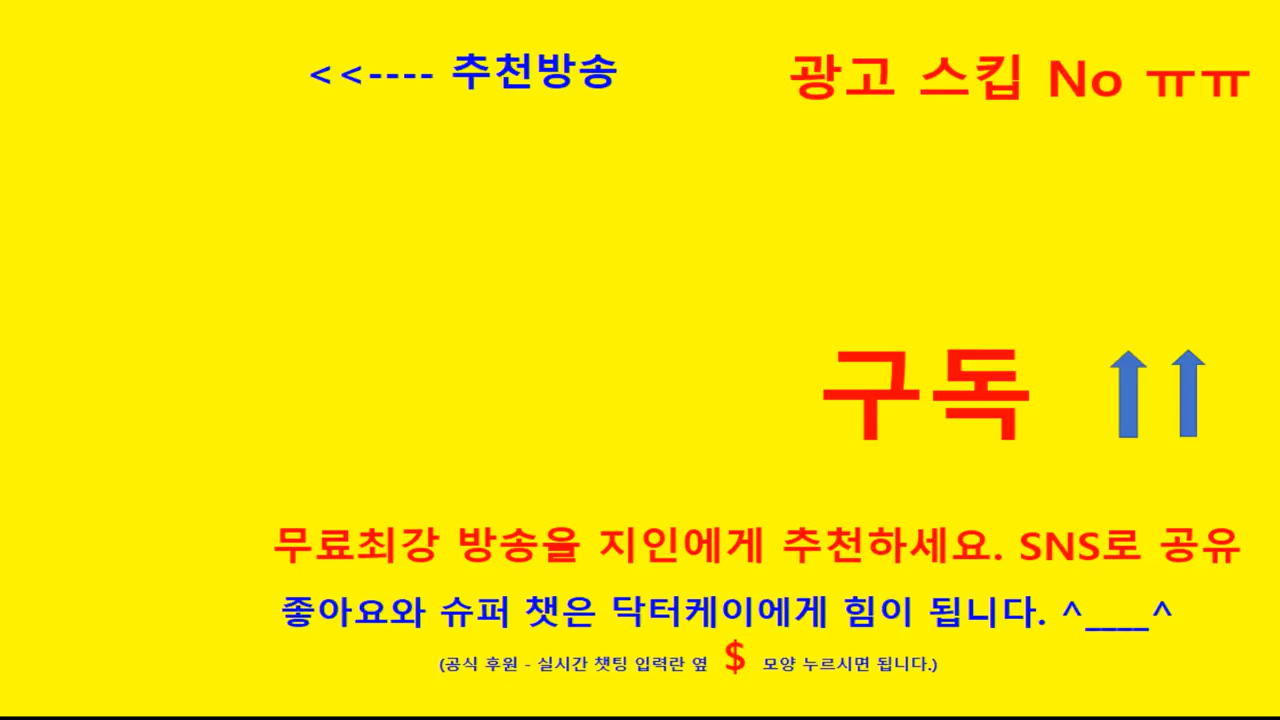 <<---- 추천방송
광고 스킵 No ㅠㅠ
구독
무료최강 방송을 지인에게 추천하세요. SNS로 공유
좋아요와 슈퍼 챗은 닥터케이에게 힘이 됩니다. ^____^
(공식 후원 - 실시간 챗팅 입력란 옆 $ 모양 누르시면 됩니다.)